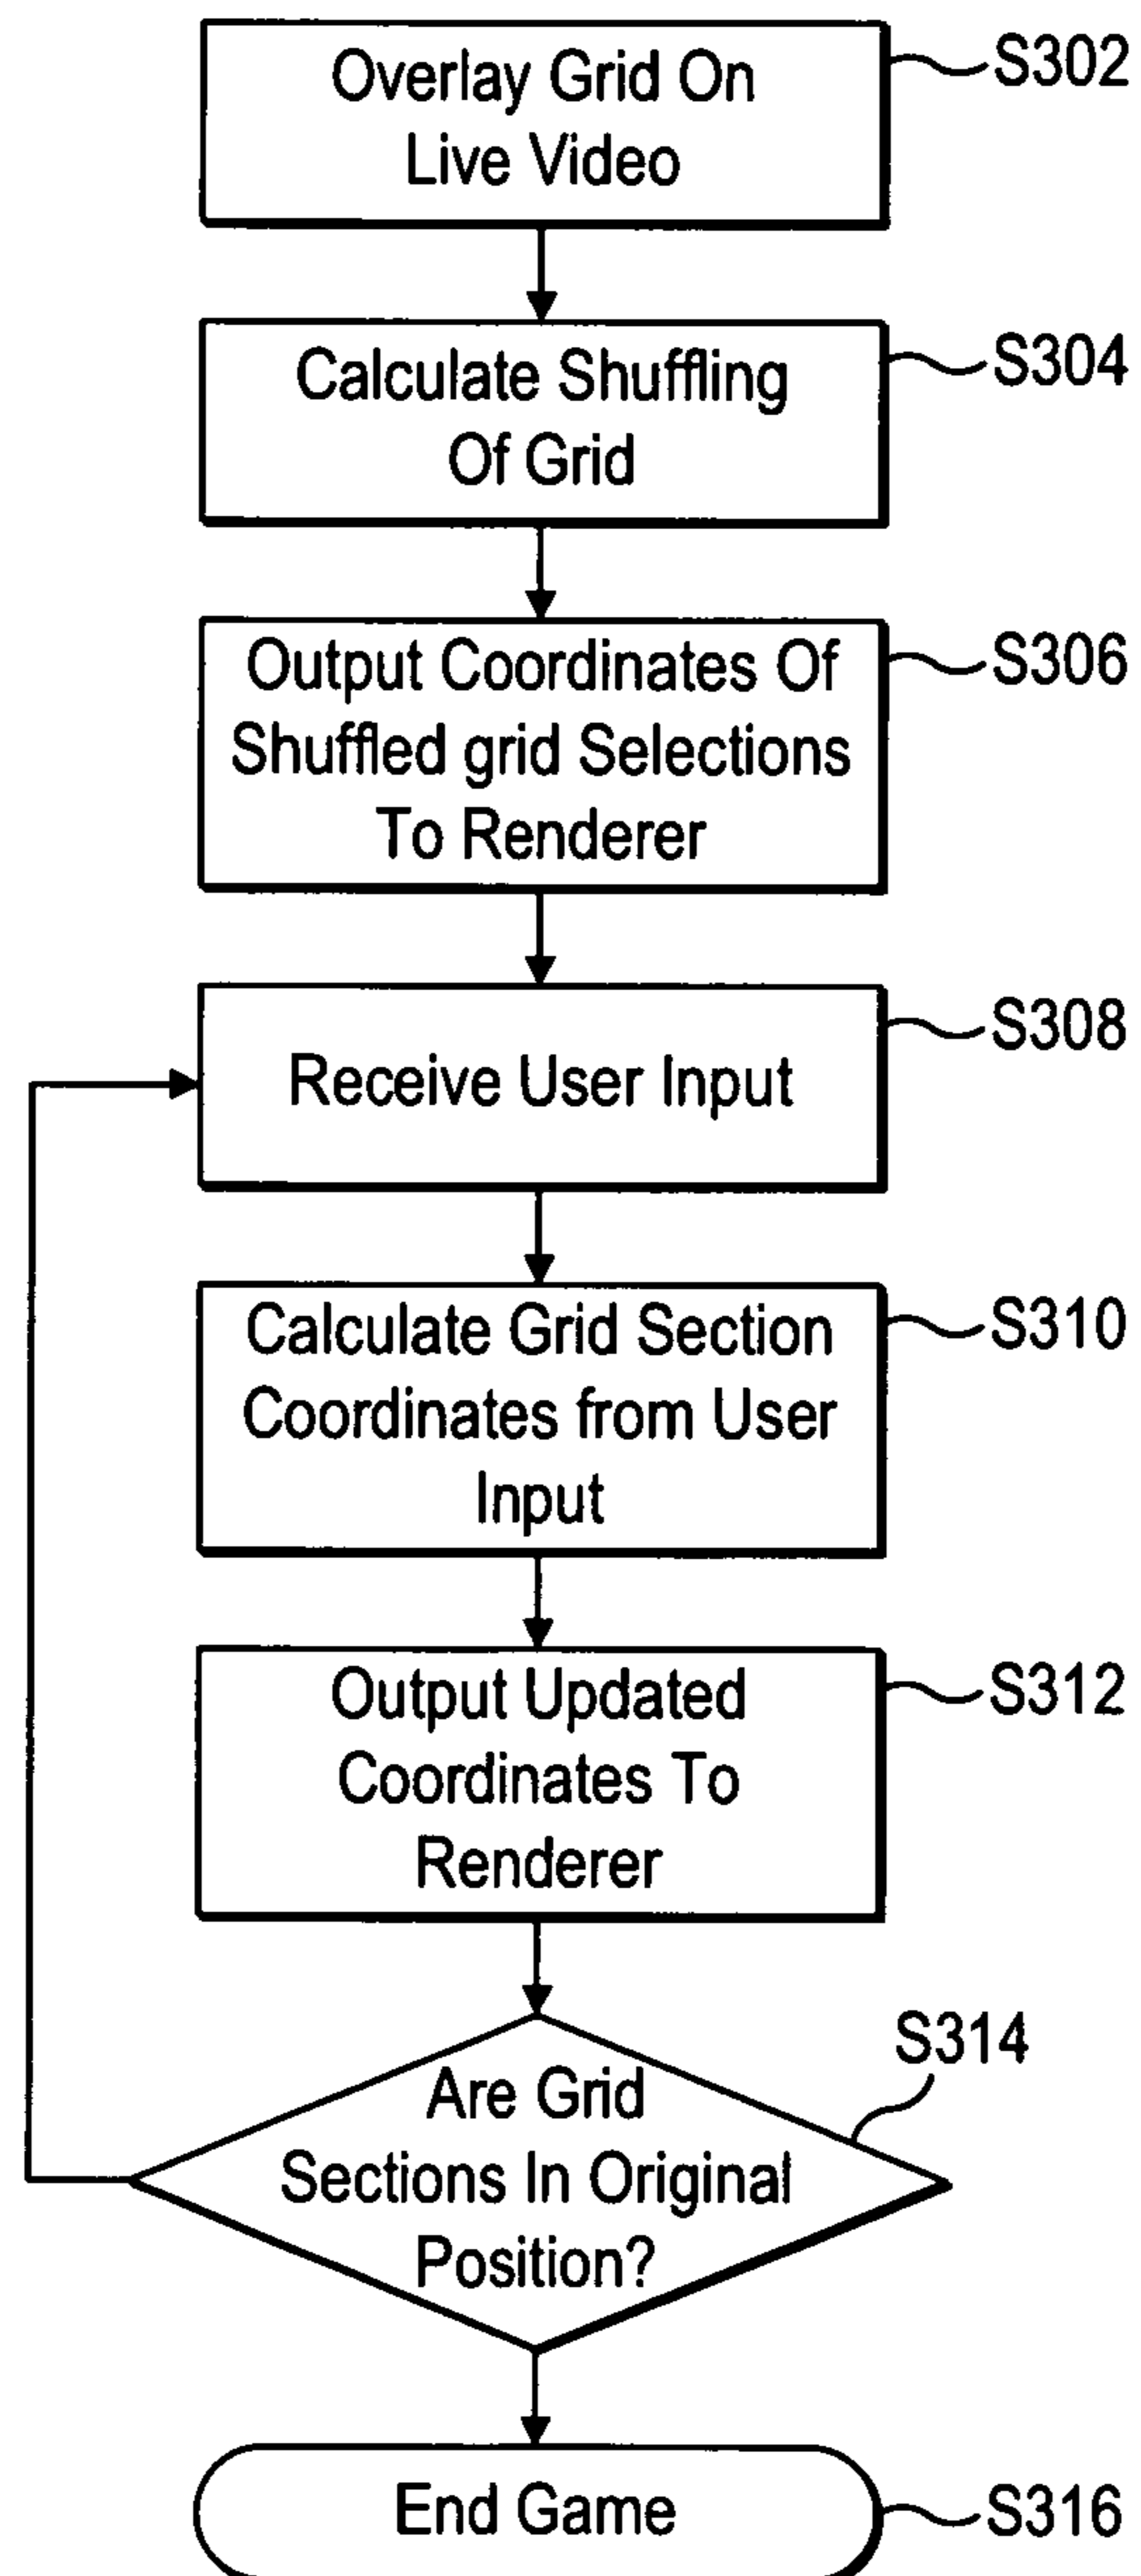 Overlay Grid On
Live Video
S302
Calculate Shuffling
Of Grid
S304
Output Coordinates Of
Shuffled grid Selections
To Renderer
S306
Receive User Input
S308
Calculate Grid Section
Coordinates from User
Input
S310
Output Updated
Coordinates To
Renderer
S312
Are Grid
Sections In Original
Position?
S314
End Game
S316